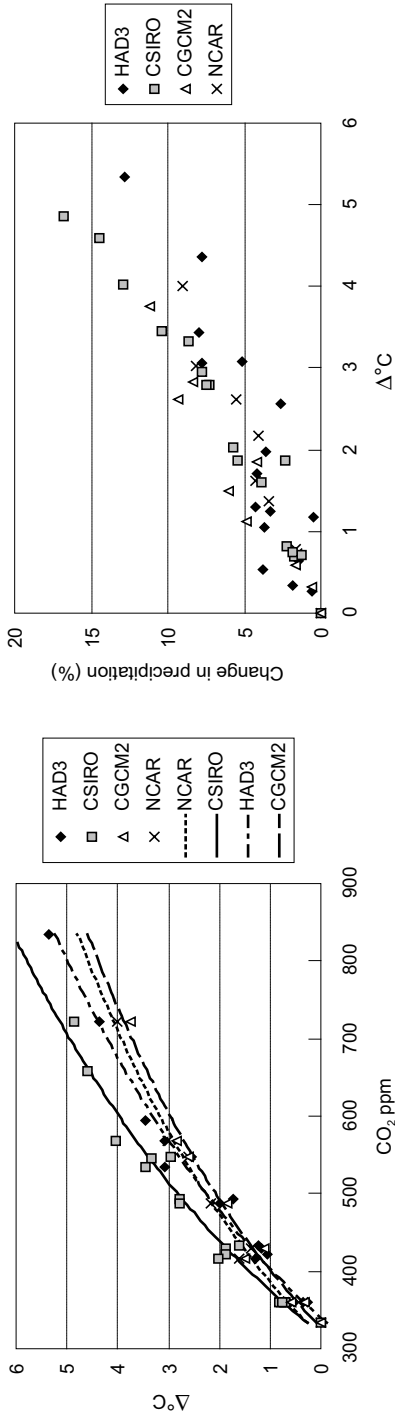 6
5
4
3
2
1
0
Δ°C
300 400 500 600 700 800 900
CO₂ ppm
HAD3
CSIRO
CGCM2
NCAR
NCAR
CSIRO
HAD3
CGCM2
20
15
10
5
0
Change in precipitation (%)
0 1 2 3 4 5 6
Δ°C
HAD3
CSIRO
CGCM2
NCAR